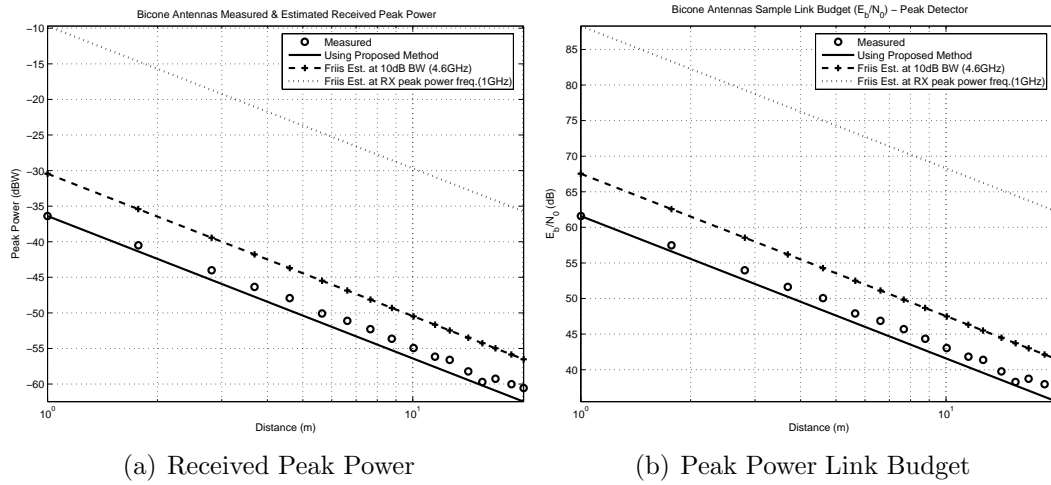 Bicone Antennas Measured & Estimated Received Peak Power
Measured
Using Proposed Method
Friis Est. at 10dB BW (4.6GHz)
Friis Est. at RX peak power freq.(1GHz)
−10
−15
−20
−25
−30
−35
−40
−45
−50
−55
−60
Peak Power (dBW)
10^0
10^1
Distance (m)
(a) Received Peak Power
Bicone Antennas Sample Link Budget (E_b/N_0) − Peak Detector
Measured
Using Proposed Method
Friis Est. at 10dB BW (4.6GHz)
Friis Est. at RX peak power freq.(1GHz)
85
80
75
70
65
60
55
50
45
40
E_b/N_0 (dB)
10^0
10^1
Distance (m)
(b) Peak Power Link Budget